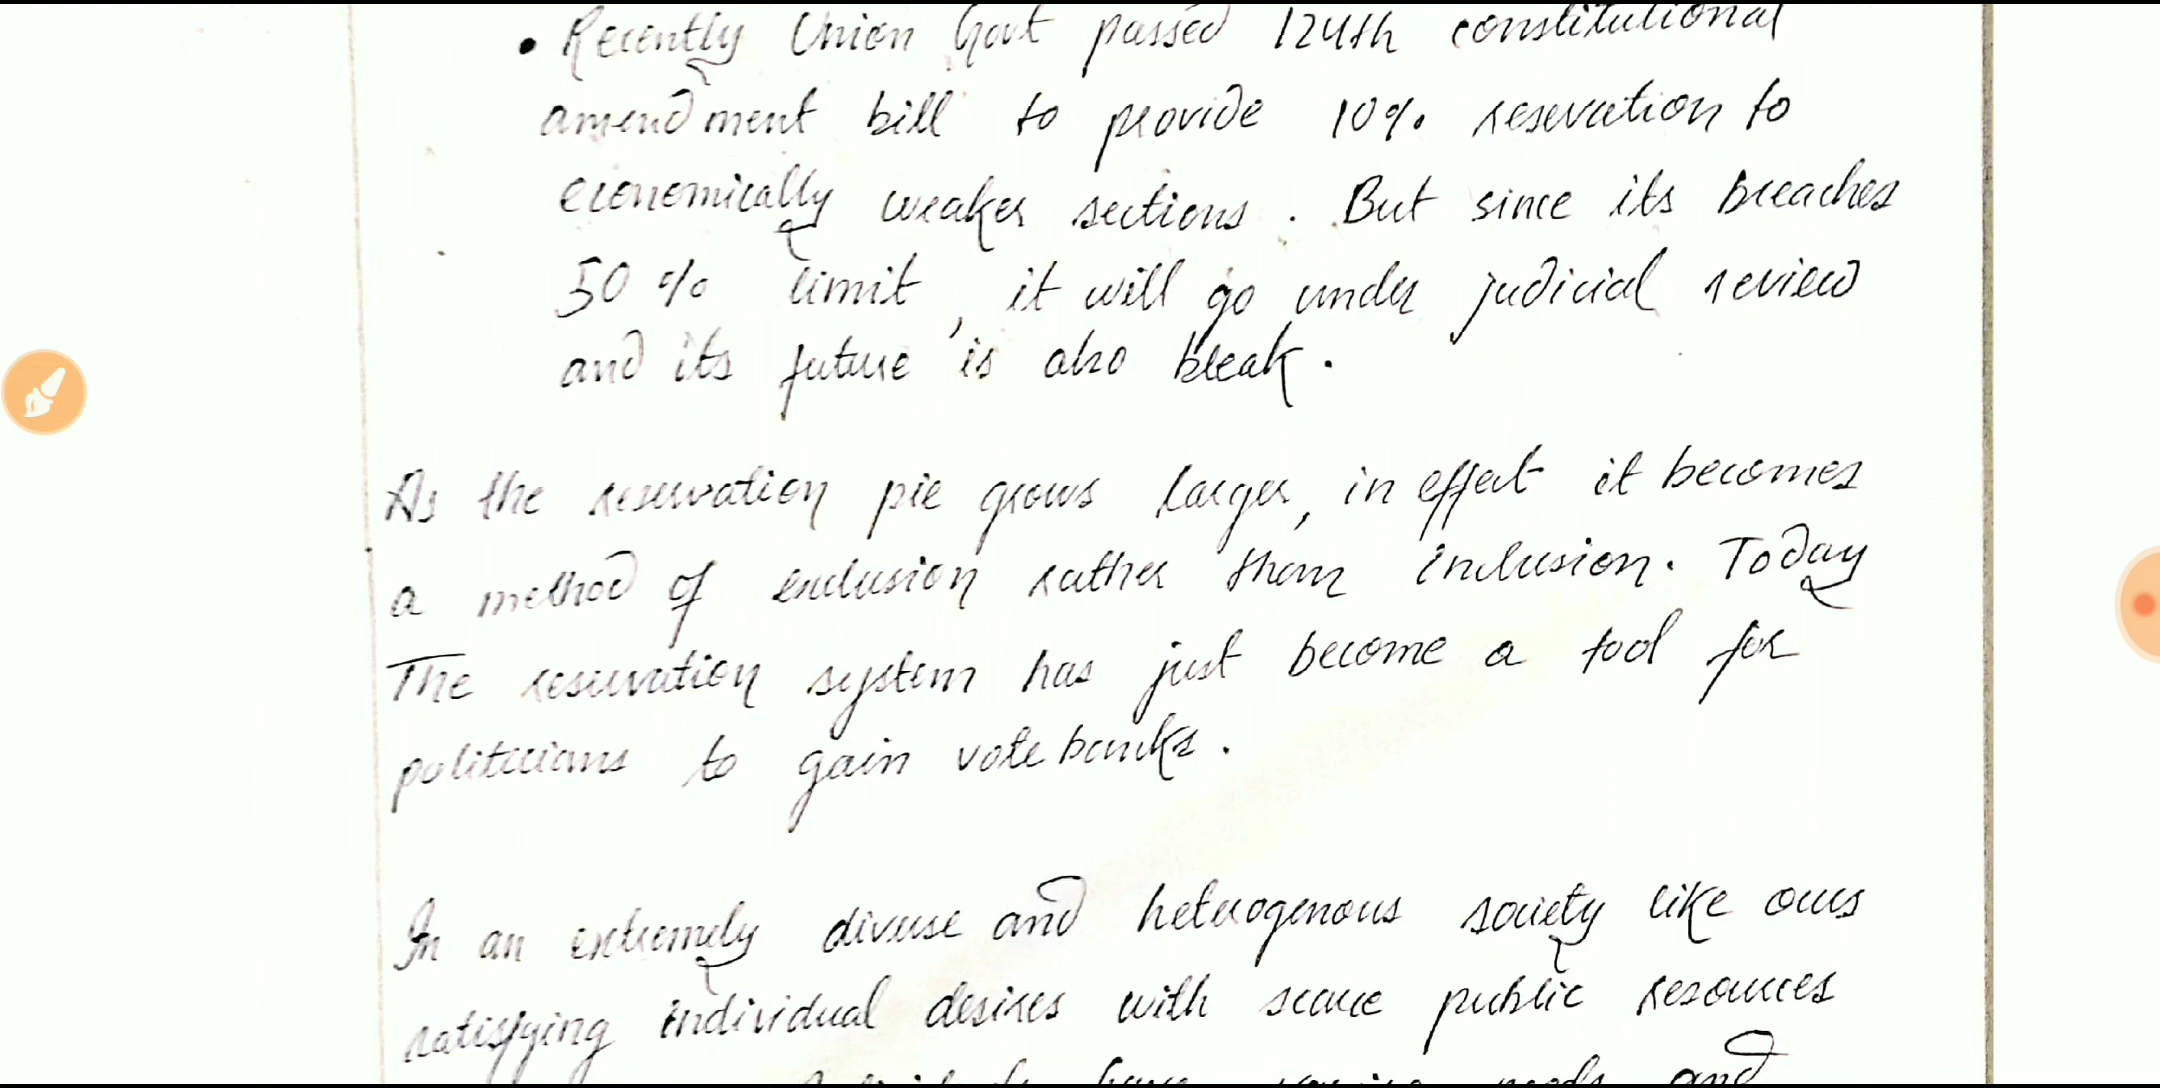 • Recently Union Govt passed 124th constitutional
amendment bill to provide 10% resevation to
economically weaker sections. But since its breaches
50% limit, it will go under judicial review
and its future is also bleak.
As the reservation pie grows larger, in effect it becomes
a method of exclusion rather than inclusion. Today
The reservation system has just become a tool for
politicians to gain vote banks.
In an extremely diverse and heterogenous society like ours
satisfying individual desires with scarce public resources
and